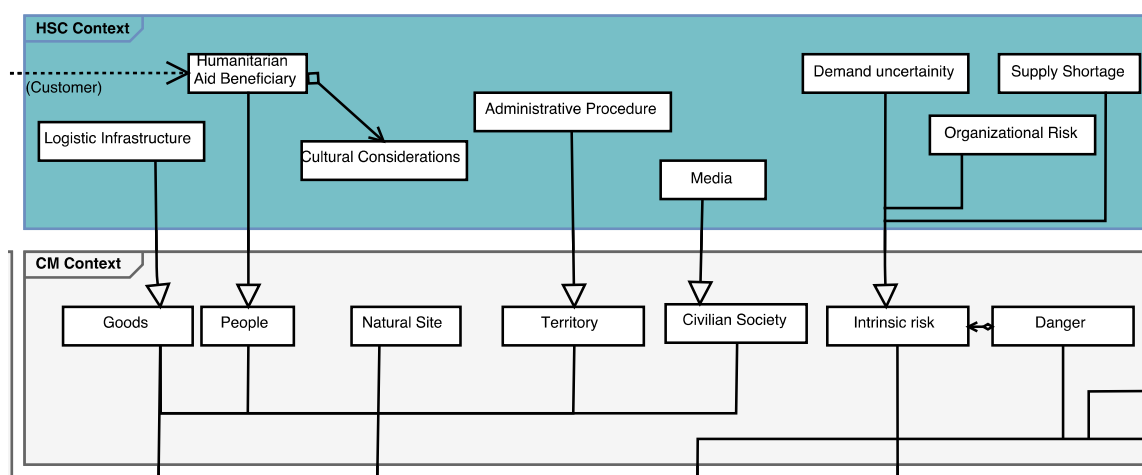 HSC Context
Humanitarian
Aid Beneficiary
(Customer)
Logistic Infrastructure
Cultural Considerations
Administrative Procedure
Media
Demand uncertainity
Supply Shortage
Organizational Risk
CM Context
Goods
People
Natural Site
Territory
Civilian Society
Intrinsic risk
Danger